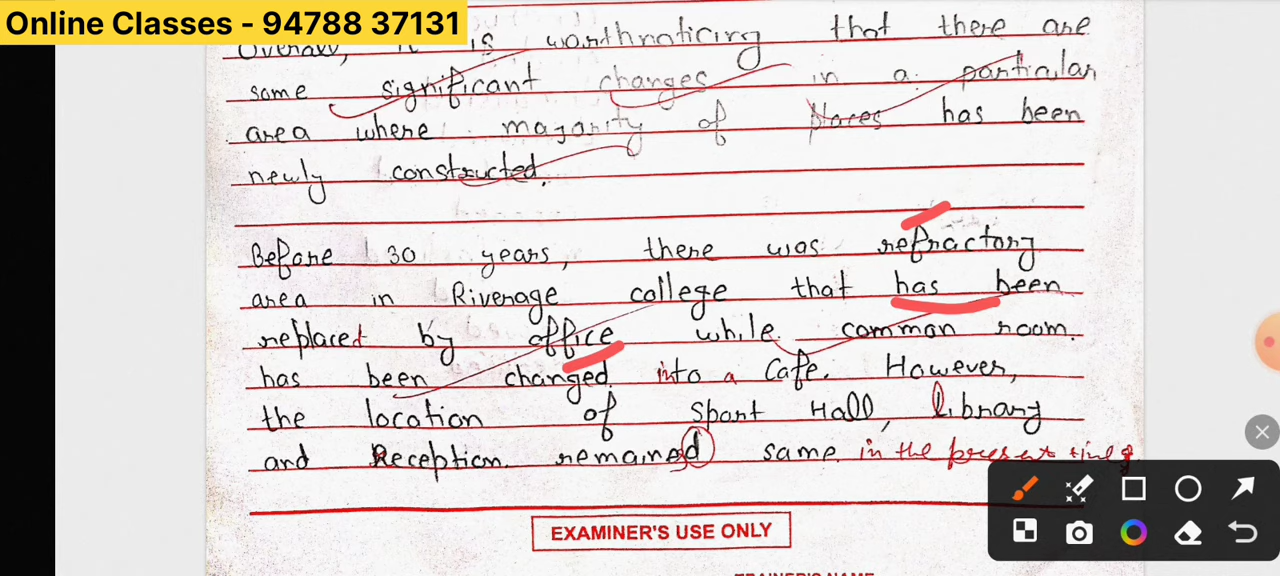 Online Classes - 94788 37131
Overall, it is worthnoticing that there are
some significant changes in a particular
area where majority of places has been
newly constructed.
Before 30 years, there was refractory
area in Riverage college that has been
replaced by office while common room
has been changed into a Cafe. However,
the location of Sport Hall, library
and Reception remained same in the present time
EXAMINER'S USE ONLY